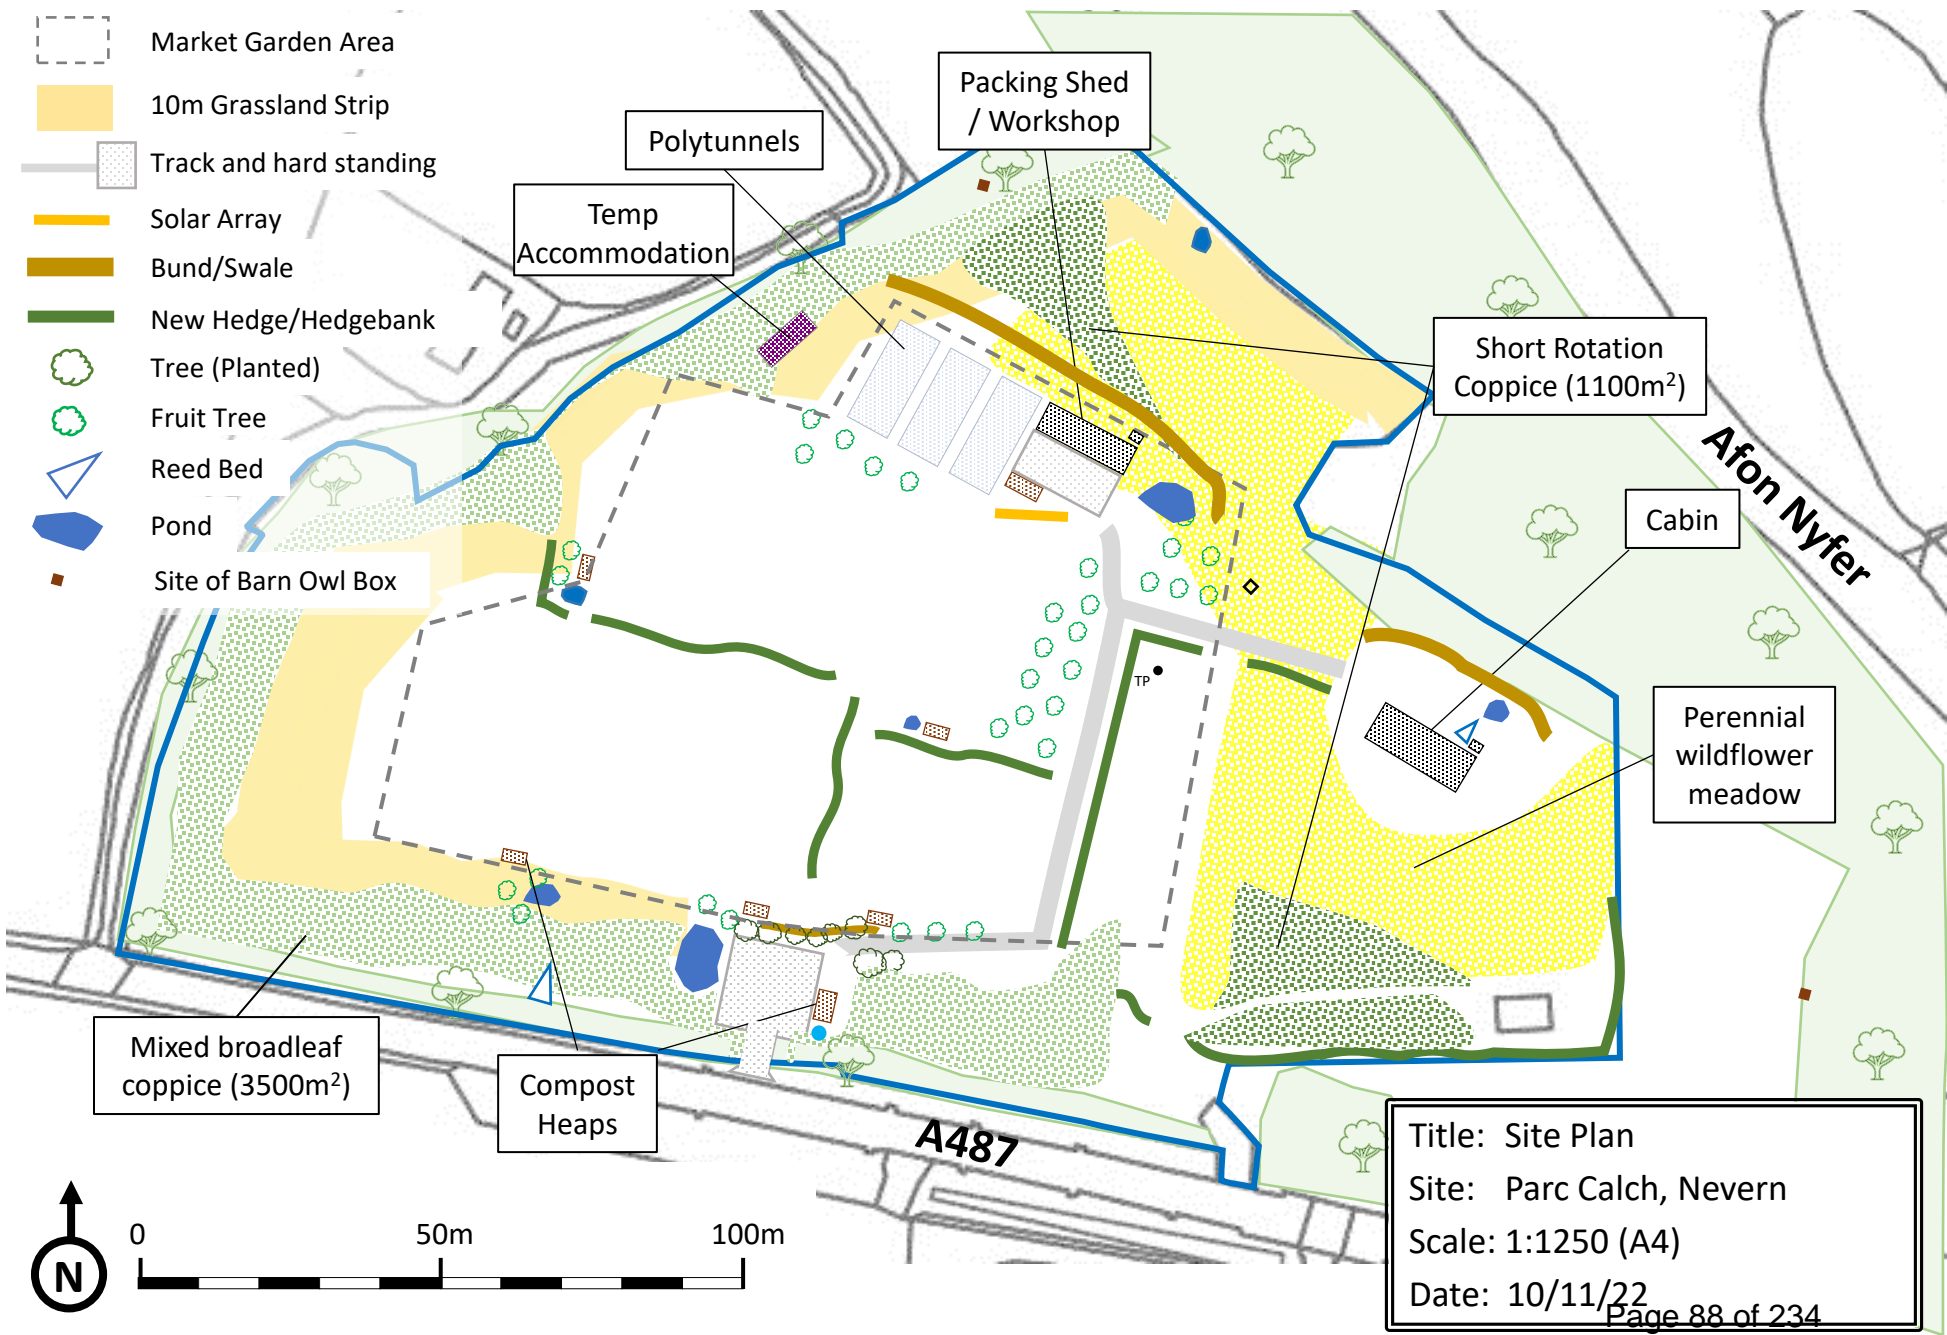 Market Garden Area
10m Grassland Strip
Track and hard standing
Solar Array
Bund/Swale
New Hedge/Hedgebank
Tree (Planted)
Fruit Tree
Reed Bed
Pond
Site of Barn Owl Box
Packing Shed
/ Workshop
Polytunnels
Temp
Accommodation
Short Rotation
Coppice (1100m²)
Afon Nyfer
Cabin
TP
Perennial
wildflower
meadow
Mixed broadleaf
coppice (3500m²)
Compost
Heaps
A487
0 50m 100m
N
Title: Site Plan
Site: Parc Calch, Nevern
Scale: 1:1250 (A4)
Date: 10/11/22
Page 88 of 234